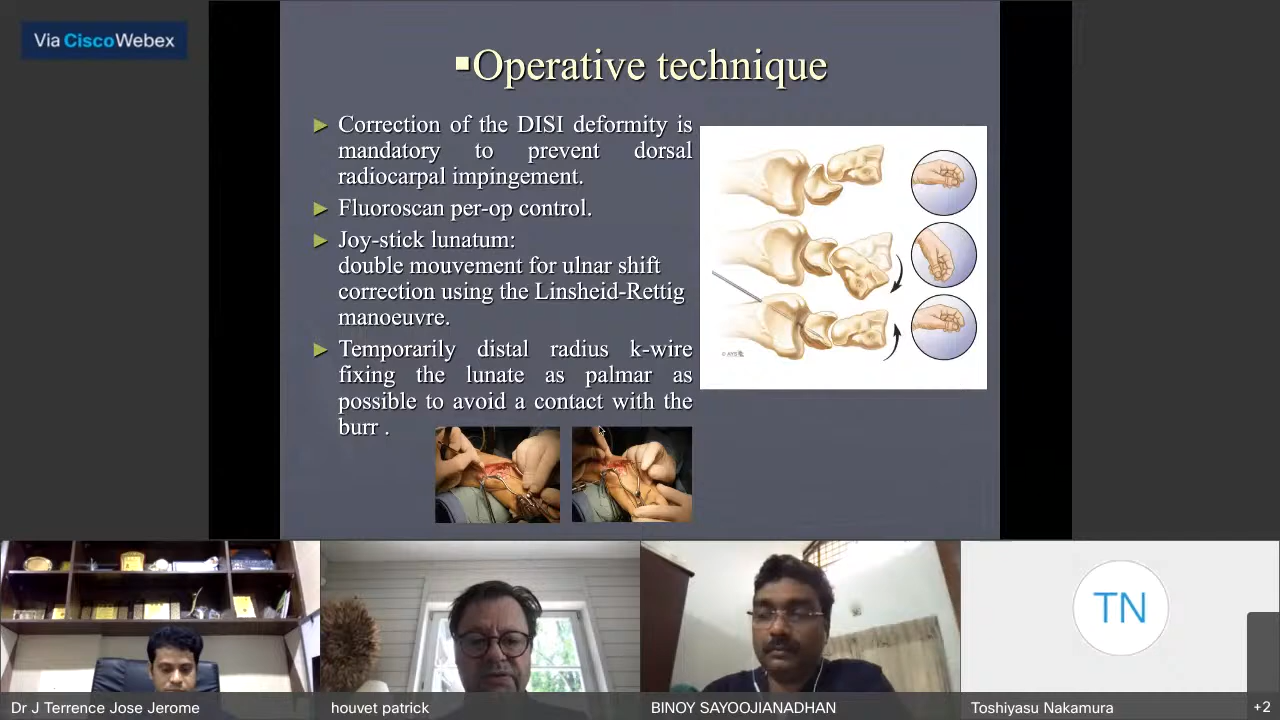 Via Cisco Webex
▪Operative technique
► Correction of the DISI deformity is
mandatory to prevent dorsal
radiocarpal impingement.
► Fluoroscan per-op control.
► Joy-stick lunatum:
double mouvement for ulnar shift
correction using the Linsheid-Rettig
manoeuvre.
► Temporarily distal radius k-wire
fixing the lunate as palmar as
possible to avoid a contact with the
burr .
TN
Dr J Terrence Jose Jerome
houvet patrick
BINOY SAYOOJIANADHAN
Toshiyasu Nakamura
+2